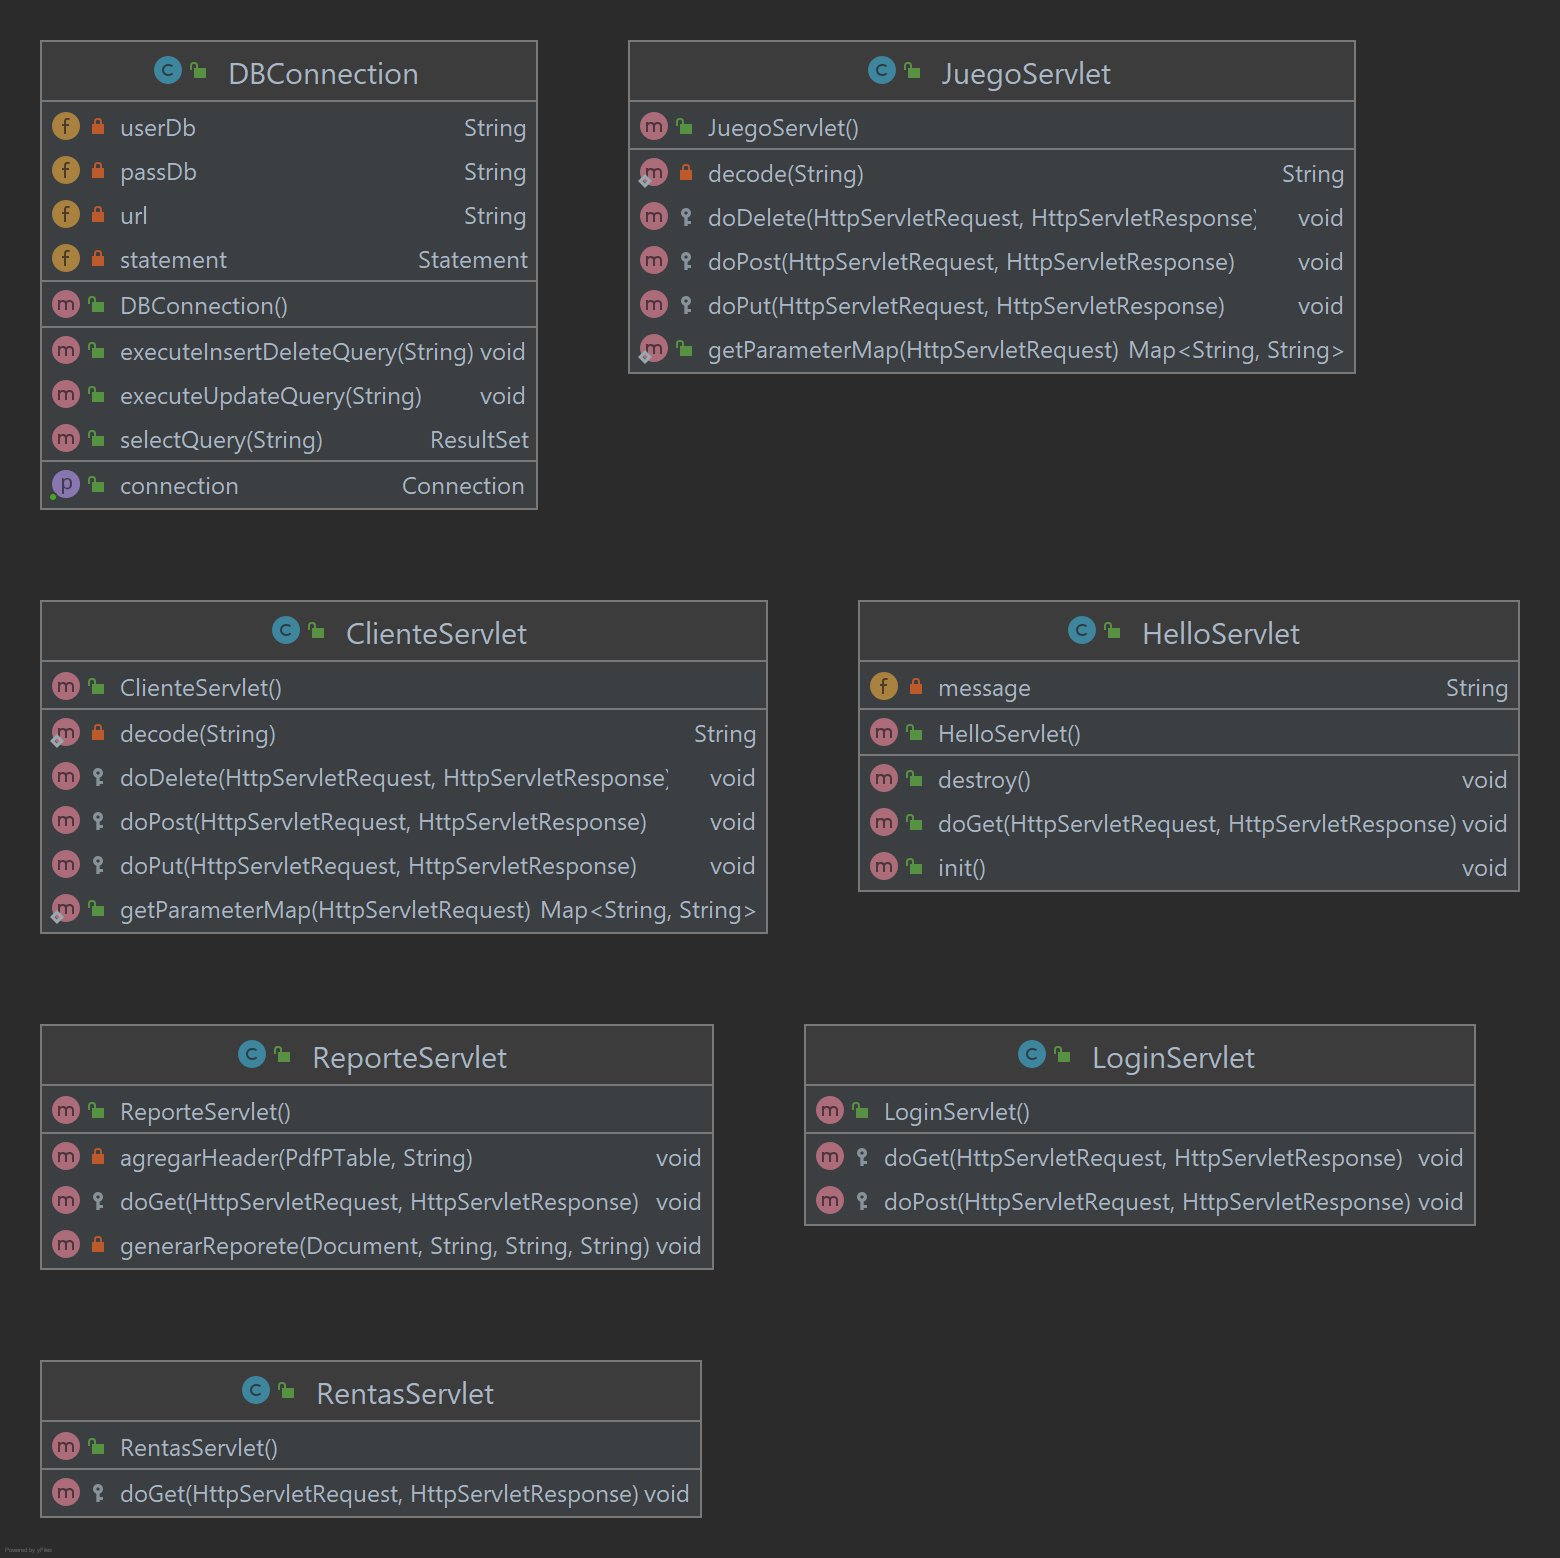 DBConnection
userDb String
passDb String
url String
statement Statement
DBConnection()
executeInsertDeleteQuery(String) void
executeUpdateQuery(String) void
selectQuery(String) ResultSet
connection Connection
JuegoServlet
JuegoServlet()
decode(String) String
doDelete(HttpServletRequest, HttpServletResponse) void
doPost(HttpServletRequest, HttpServletResponse) void
doPut(HttpServletRequest, HttpServletResponse) void
getParameterMap(HttpServletRequest) Map<String, String>
ClienteServlet
ClienteServlet()
decode(String) String
doDelete(HttpServletRequest, HttpServletResponse) void
doPost(HttpServletRequest, HttpServletResponse) void
doPut(HttpServletRequest, HttpServletResponse) void
getParameterMap(HttpServletRequest) Map<String, String>
HelloServlet
message String
HelloServlet()
destroy() void
doGet(HttpServletRequest, HttpServletResponse) void
init() void
ReporteServlet
ReporteServlet()
agregarHeader(PdfPTable, String) void
doGet(HttpServletRequest, HttpServletResponse) void
generarReporete(Document, String, String, String) void
LoginServlet
LoginServlet()
doGet(HttpServletRequest, HttpServletResponse) void
doPost(HttpServletRequest, HttpServletResponse) void
RentasServlet
RentasServlet()
doGet(HttpServletRequest, HttpServletResponse) void
Powered by yFiles